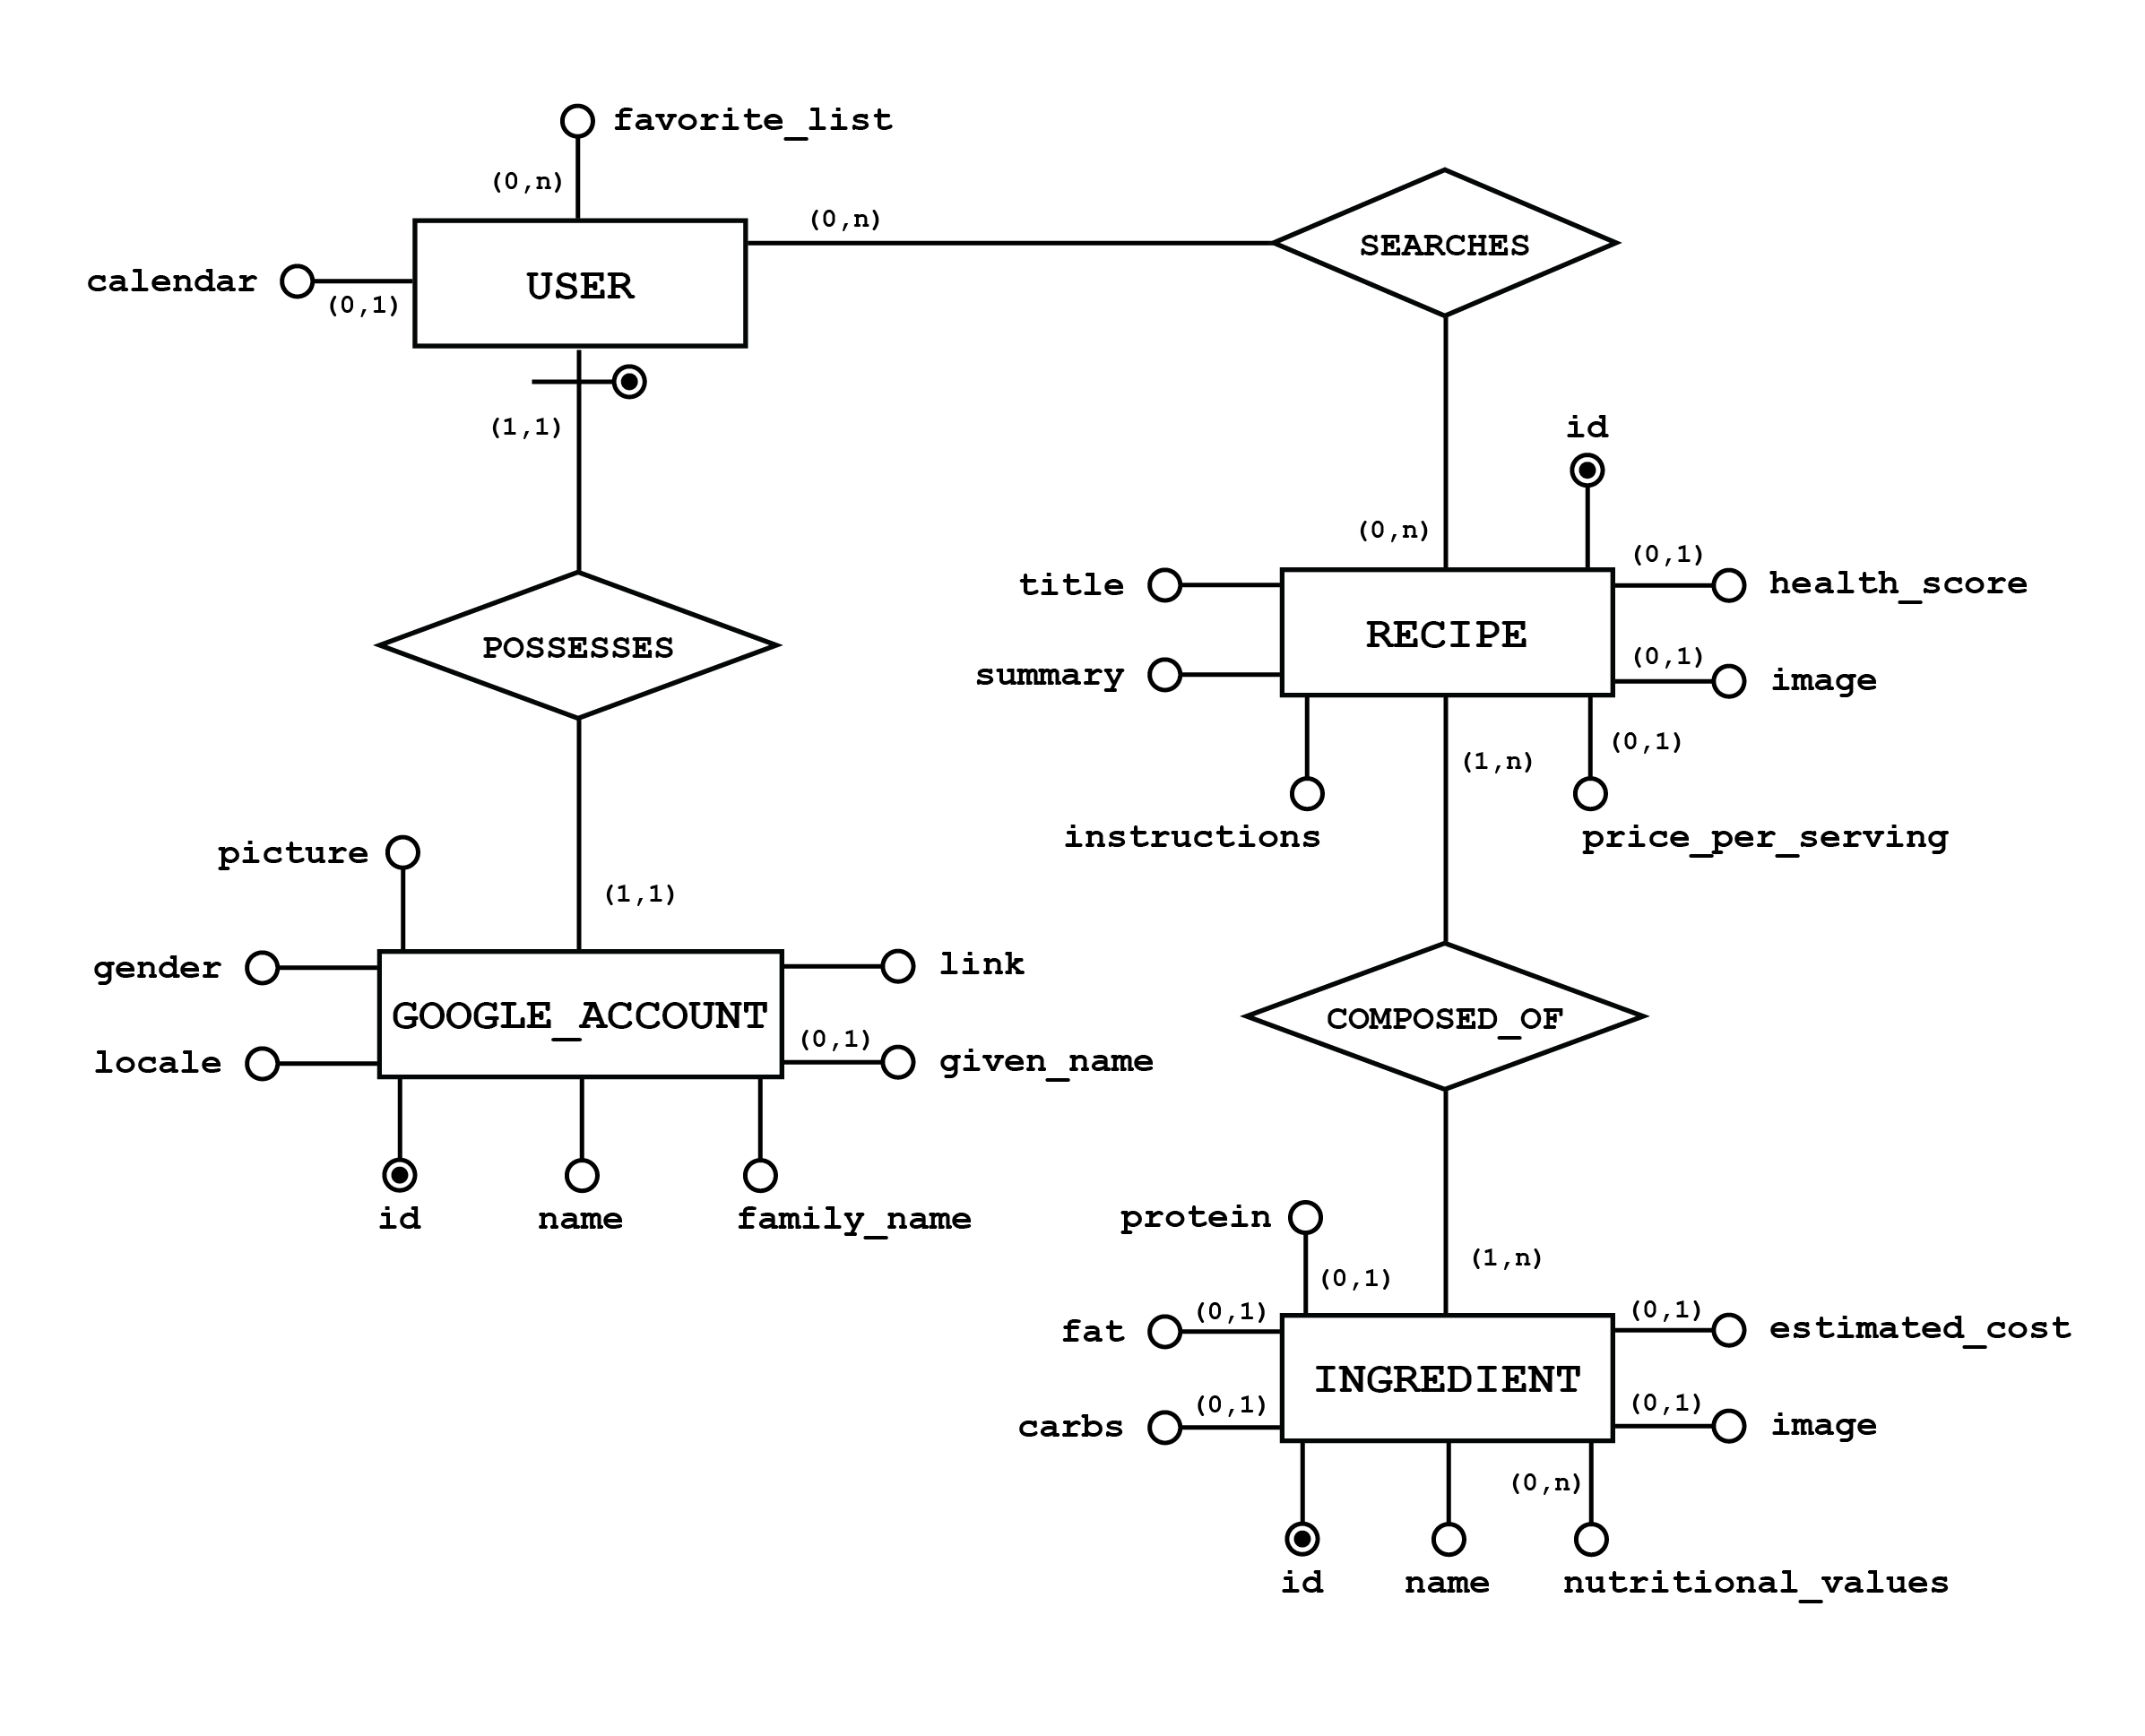 favorite_list
(0,n)
(0,n)
calendar
(0,1)
USER
SEARCHES
(1,1)
id
(0,n)
(0,1)
title
health_score
RECIPE
POSSESSES
(0,1)
summary
image
(1,n)
(0,1)
instructions
price_per_serving
picture
(1,1)
gender
link
GOOGLE_ACCOUNT
COMPOSED_OF
(0,1)
locale
given_name
id
name
family_name
protein
(1,n)
(0,1)
fat
(0,1)
(0,1)
estimated_cost
INGREDIENT
carbs
(0,1)
(0,1)
image
(0,n)
id
name
nutritional_values